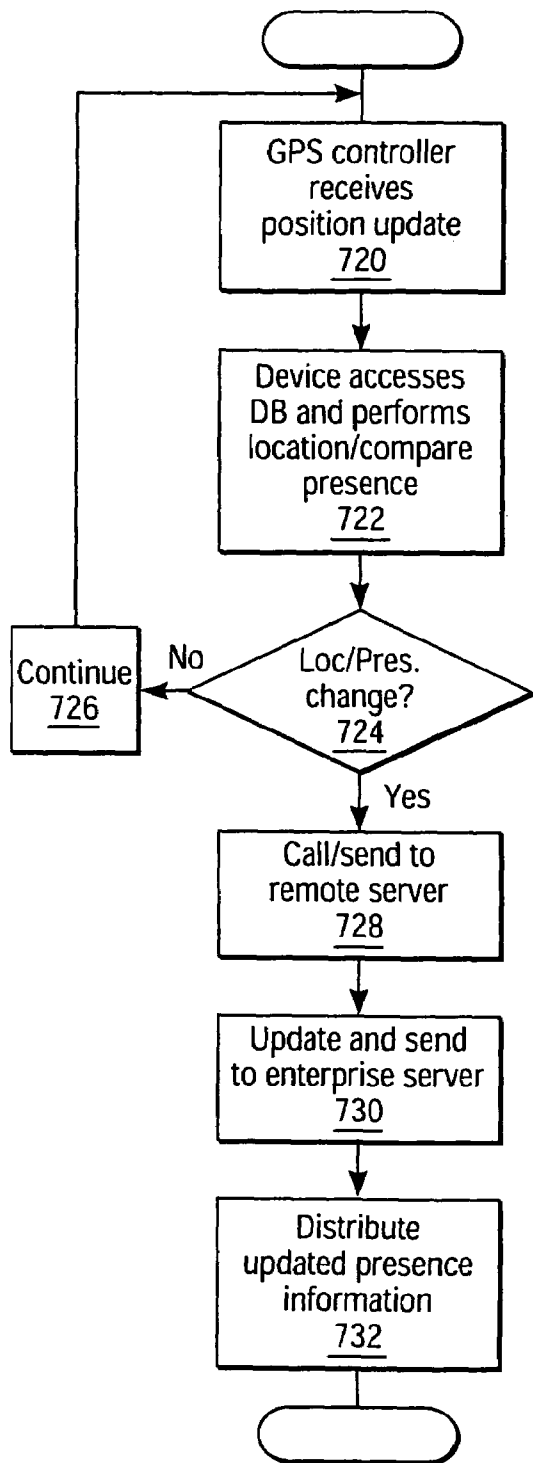 GPS controller
receives
position update
720
Device accesses
DB and performs
location/compare
presence
722
Loc/Pres.
change?
724
No
Continue
726
Yes
Call/send to
remote server
728
Update and send
to enterprise server
730
Distribute
updated presence
information
732